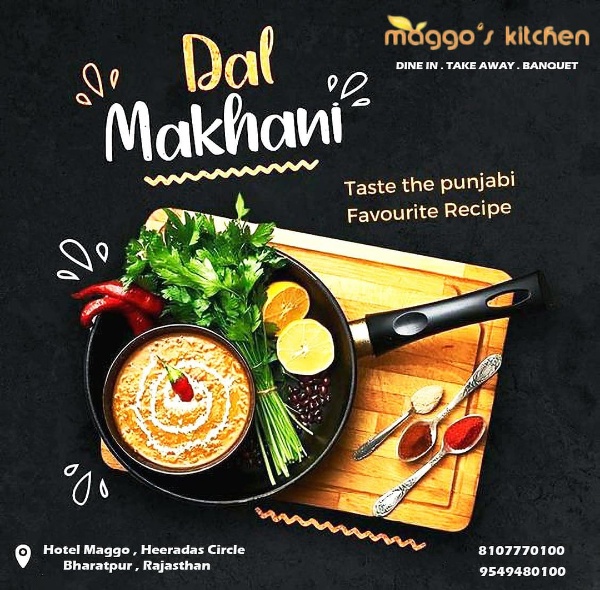 maggo's kitchen
DINE IN . TAKE AWAY . BANQUET
Dal
Makhani
Taste the punjabi
Favourite Recipe
Hotel Maggo , Heeradas Circle
Bharatpur , Rajasthan
8107770100
9549480100